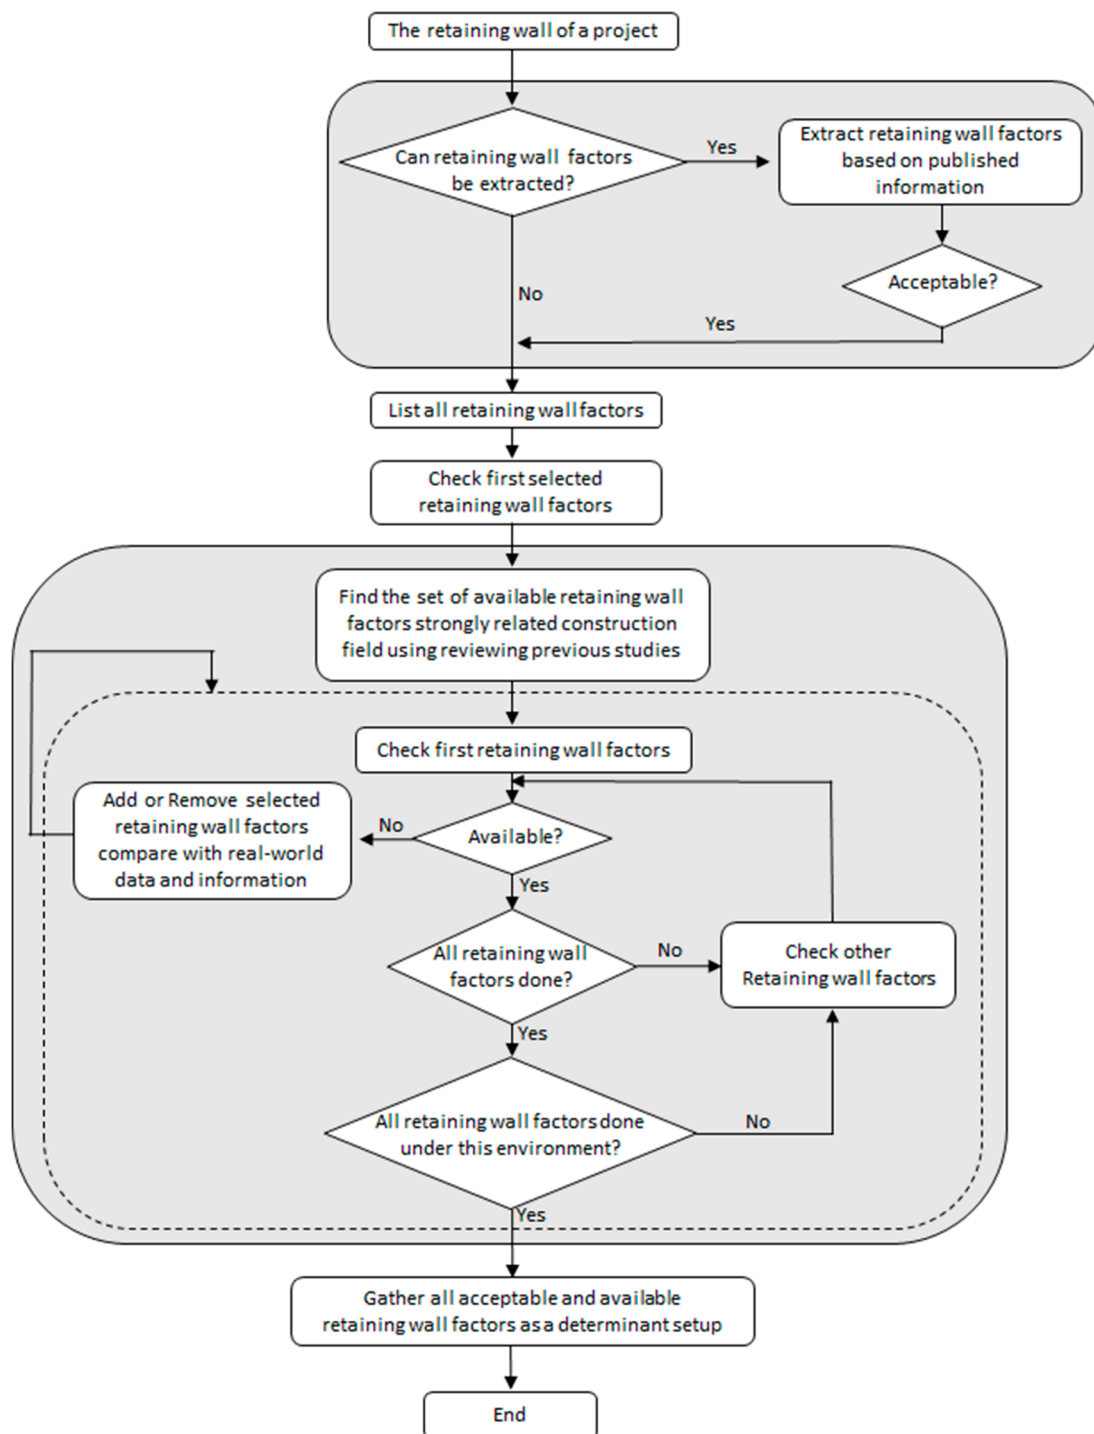 The retaining wall of a project
Can retaining wall factors
be extracted?
Yes
Extract retaining wall factors
based on published
information
No
Acceptable?
Yes
List all retaining wall factors
Check first selected
retaining wall factors
Find the set of available retaining wall
factors strongly related construction
field using reviewing previous studies
Check first retaining wall factors
Available?
No
Add or Remove selected
retaining wall factors
compare with real-world
data and information
Yes
All retaining wall
factors done?
No
Check other
Retaining wall factors
Yes
All retaining wall factors done
under this environment?
No
Yes
Gather all acceptable and available
retaining wall factors as a determinant setup
End